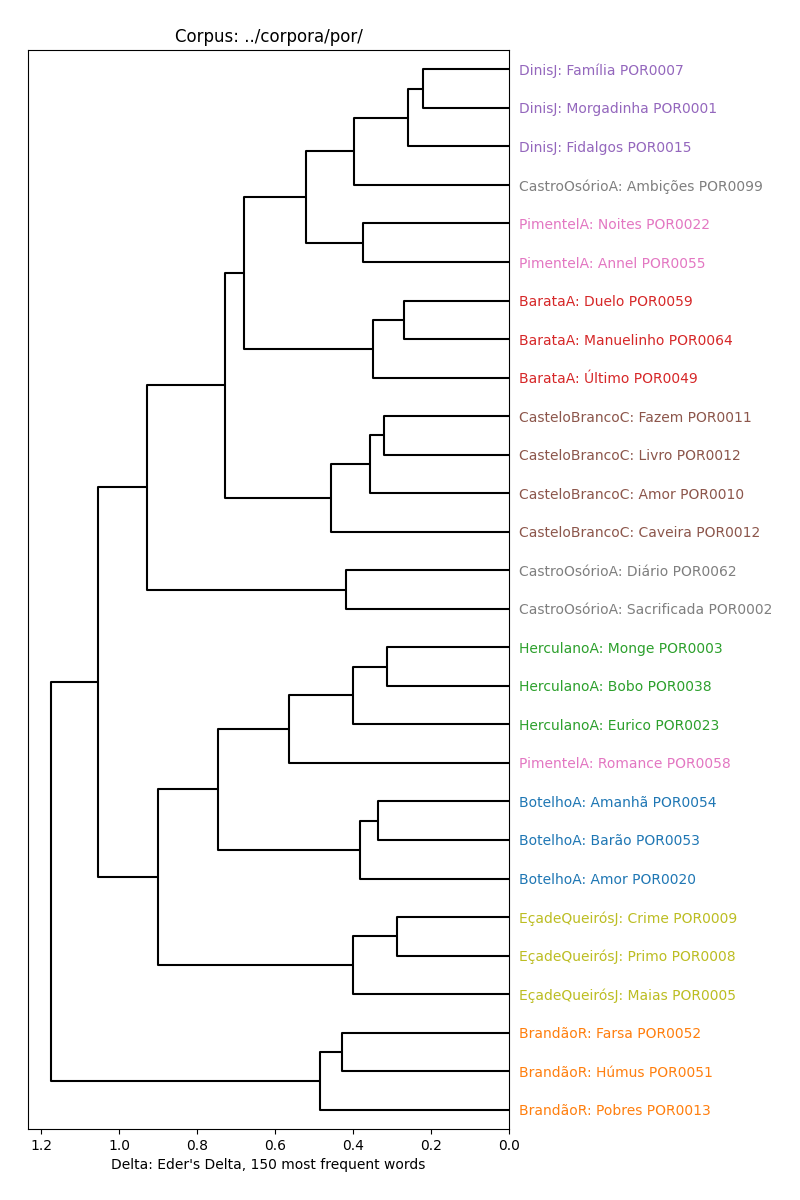 Corpus: ../corpora/por/
DinisJ: Família POR0007
DinisJ: Morgadinha POR0001
DinisJ: Fidalgos POR0015
CastroOsórioA: Ambições POR0099
PimentelA: Noites POR0022
PimentelA: Annel POR0055
BarataA: Duelo POR0059
BarataA: Manuelinho POR0064
BarataA: Último POR0049
CasteloBrancoC: Fazem POR0011
CasteloBrancoC: Livro POR0012
CasteloBrancoC: Amor POR0010
CasteloBrancoC: Caveira POR0012
CastroOsórioA: Diário POR0062
CastroOsórioA: Sacrificada POR0002
HerculanoA: Monge POR0003
HerculanoA: Bobo POR0038
HerculanoA: Eurico POR0023
PimentelA: Romance POR0058
BotelhoA: Amanhã POR0054
BotelhoA: Barão POR0053
BotelhoA: Amor POR0020
EçadeQueirósJ: Crime POR0009
EçadeQueirósJ: Primo POR0008
EçadeQueirósJ: Maias POR0005
BrandãoR: Farsa POR0052
BrandãoR: Húmus POR0051
BrandãoR: Pobres POR0013
1.2 1.0 0.8 0.6 0.4 0.2 0.0
Delta: Eder's Delta, 150 most frequent words